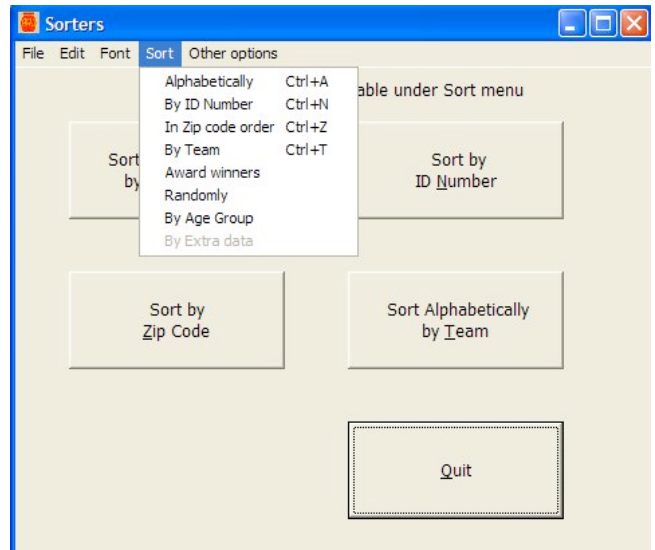 Sorters
File Edit Font Sort Other options
Alphabetically Ctrl+A
By ID Number Ctrl+N
In Zip code order Ctrl+Z
By Team Ctrl+T
Award winners
Randomly
By Age Group
By Extra data
under Sort menu
Sort
by
Sort by
ID Number
Sort by
Zip Code
Sort Alphabetically
by Team
Quit